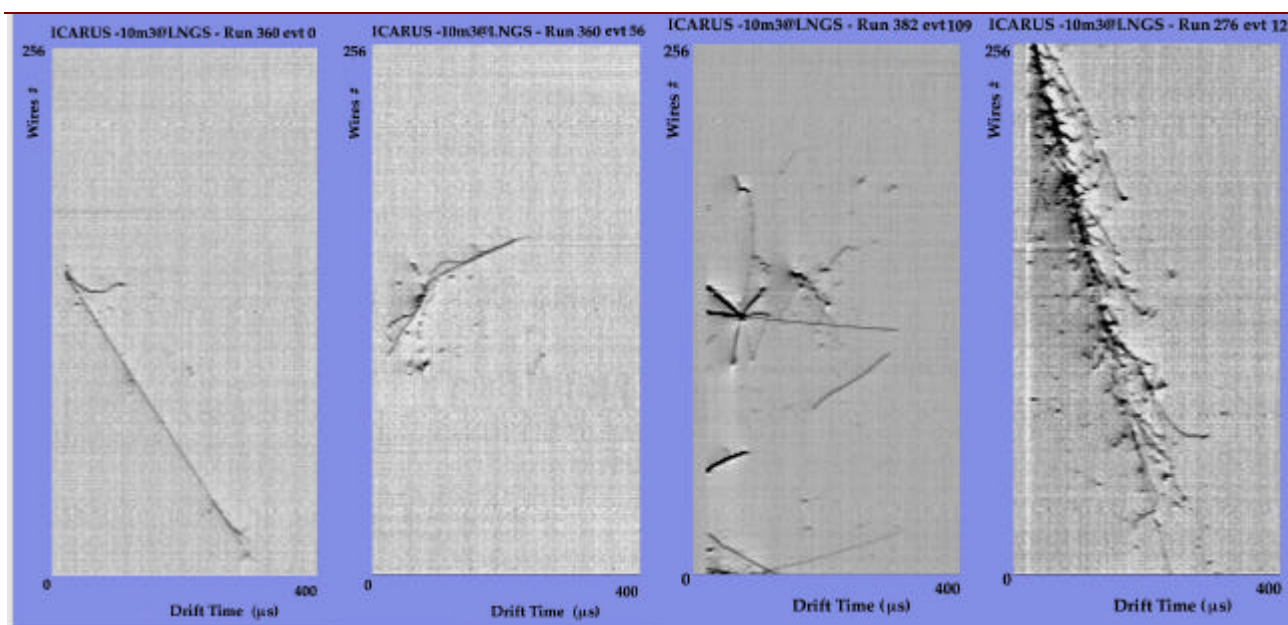 ICARUS -10m3@LNGS - Run 360 evt 0
256
Wires #
0
400
Drift Time (µs)
ICARUS -10m3@LNGS - Run 360 evt 56
256
Wires #
0
400
Drift Time (µs)
ICARUS -10m3@LNGS - Run 382 evt 109
256
Wires #
0
400
Drift Time (µs)
ICARUS -10m3@LNGS - Run 276 evt 12
256
Wires #
0
400
Drift Time (µs)